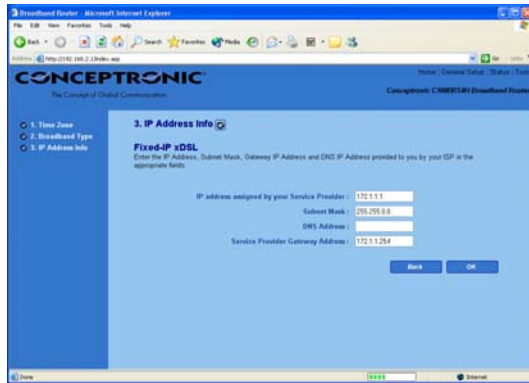 Broadband Router - Microsoft Internet Explorer
File Edit View Favorites Tools Help
Back Search Favorites Media
Address http://192.168.2.1/index.asp Go Links
CONCEPTRONIC
The Concept of Global Communication
Home | General Setup | Status | Tools
Conceptronic C100BRS4H Broadband Router
1. Time Zone
2. Broadband Type
3. IP Address Info
3. IP Address Info
Fixed-IP xDSL
Enter the IP Address, Subnet Mask, Gateway IP Address and DNS IP Address provided to you by your ISP in the
appropriate fields.
IP address assigned by your Service Provider : 172.1.1.1
Subnet Mask : 255.255.0.0
DNS Address :
Service Provider Gateway Address : 172.1.1.254
Back OK
Done Internet